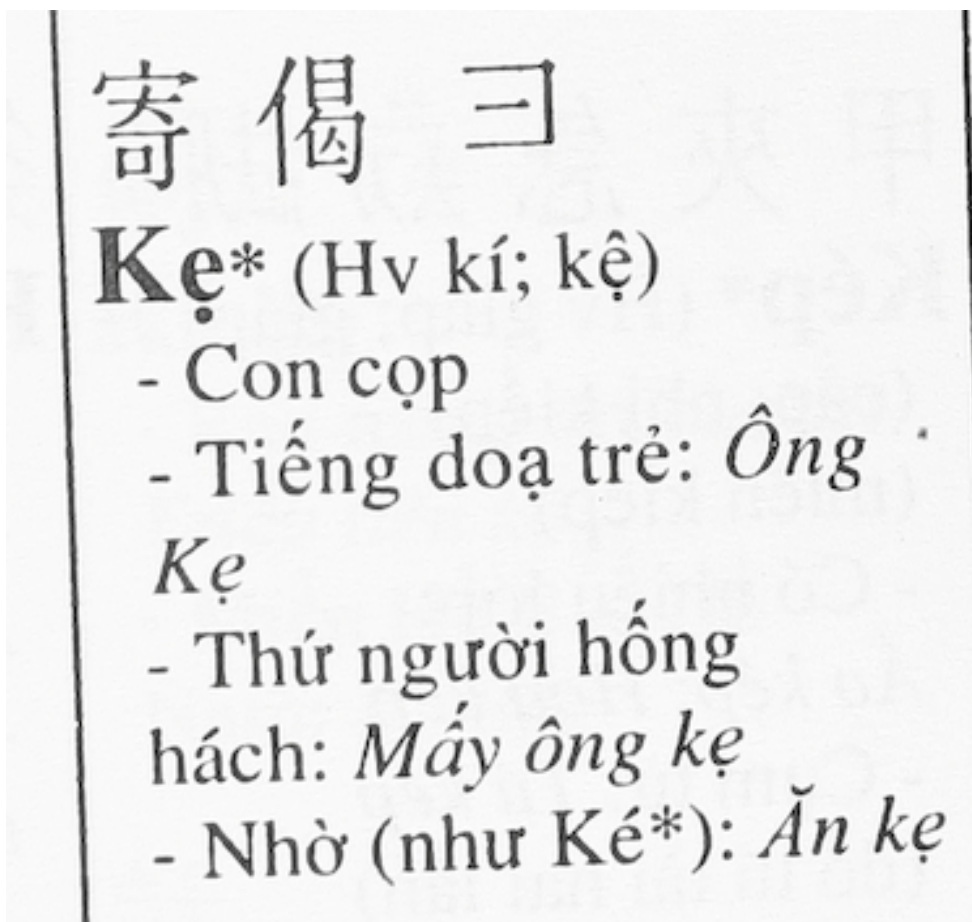 寄 偈 彐
Kẹ* (Hv kí; kệ)
- Con cọp
- Tiếng doạ trẻ: Ông
Kẹ
- Thứ người hống
hách: Mấy ông kẹ
- Nhờ (như Ké*): Ăn kẹ